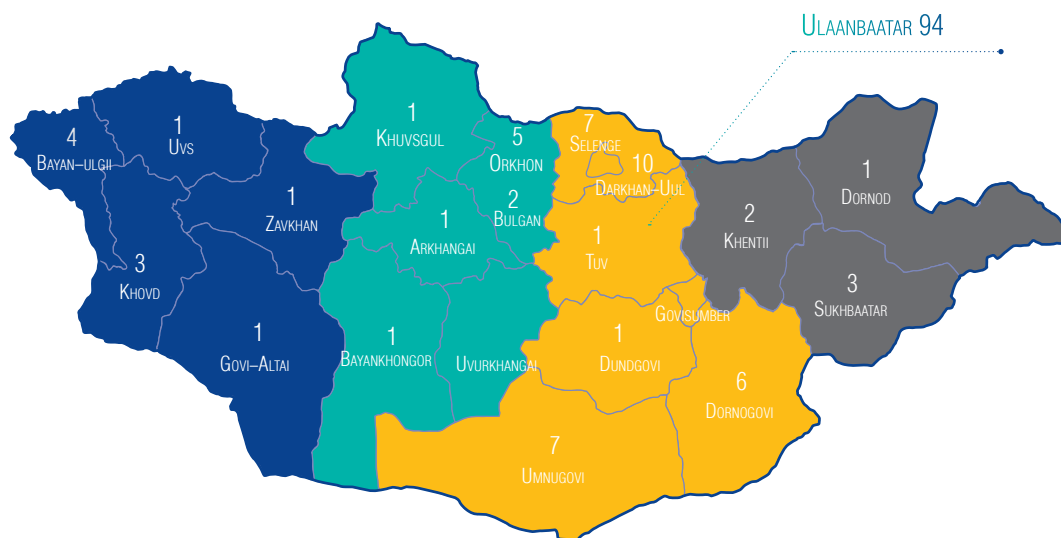 ULAANBAATAR 94
4
BAYAN–ULGII
1
UVS
1
ZAVKHAN
3
KHOVD
1
GOVI–ALTAI
1
KHUVSGUL
5
ORKHON
2
BULGAN
1
ARKHANGAI
1
BAYANKHONGOR
UVURKHANGAI
7
SELENGE
10
DARKHAN–UUL
1
TUV
GOVISUMBER
1
DUNDGOVI
6
DORNOGOVI
7
UMNUGOVI
2
KHENTII
1
DORNOD
3
SUKHBAATAR